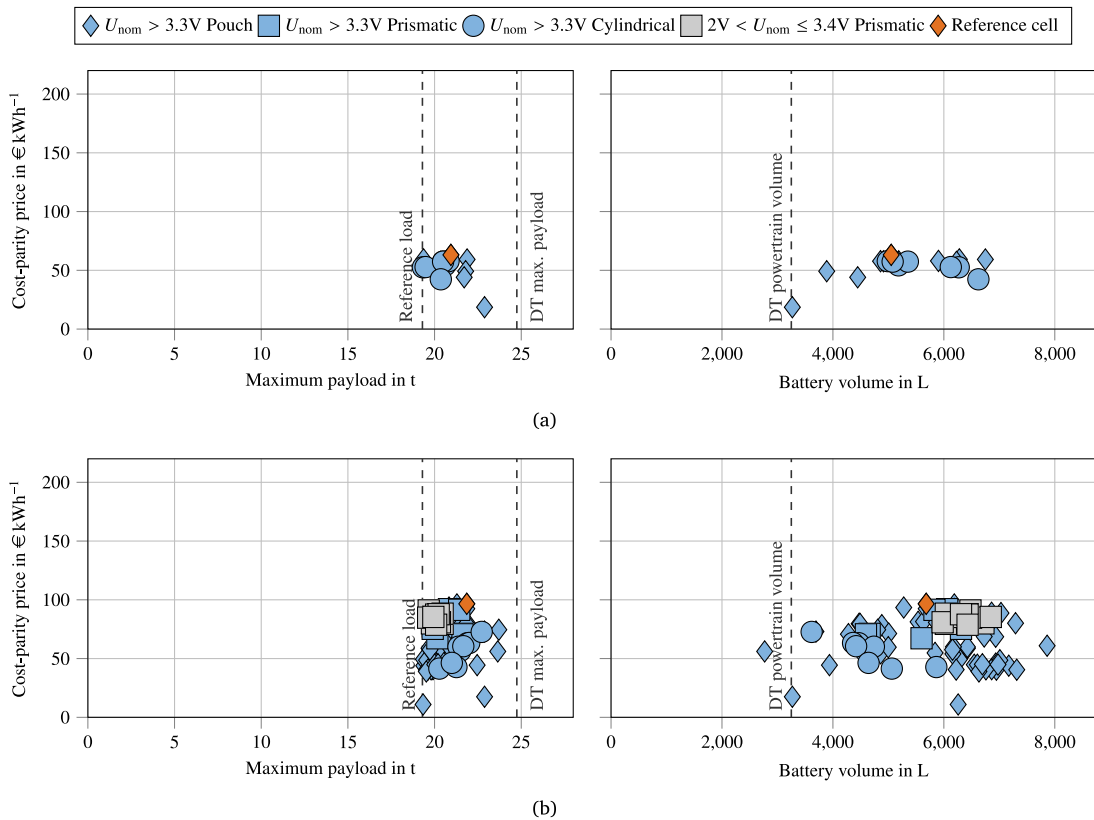 U_nom > 3.3V Pouch U_nom > 3.3V Prismatic U_nom > 3.3V Cylindrical 2V < U_nom ≤ 3.4V Prismatic Reference cell
Cost-parity price in €kWh⁻¹
200
150
100
50
0
Reference load
DT max. payload
0 5 10 15 20 25
Maximum payload in t
DT powertrain volume
0 2,000 4,000 6,000 8,000
Battery volume in L
(a)
Cost-parity price in €kWh⁻¹
200
150
100
50
0
Reference load
DT max. payload
0 5 10 15 20 25
Maximum payload in t
DT powertrain volume
0 2,000 4,000 6,000 8,000
Battery volume in L
(b)